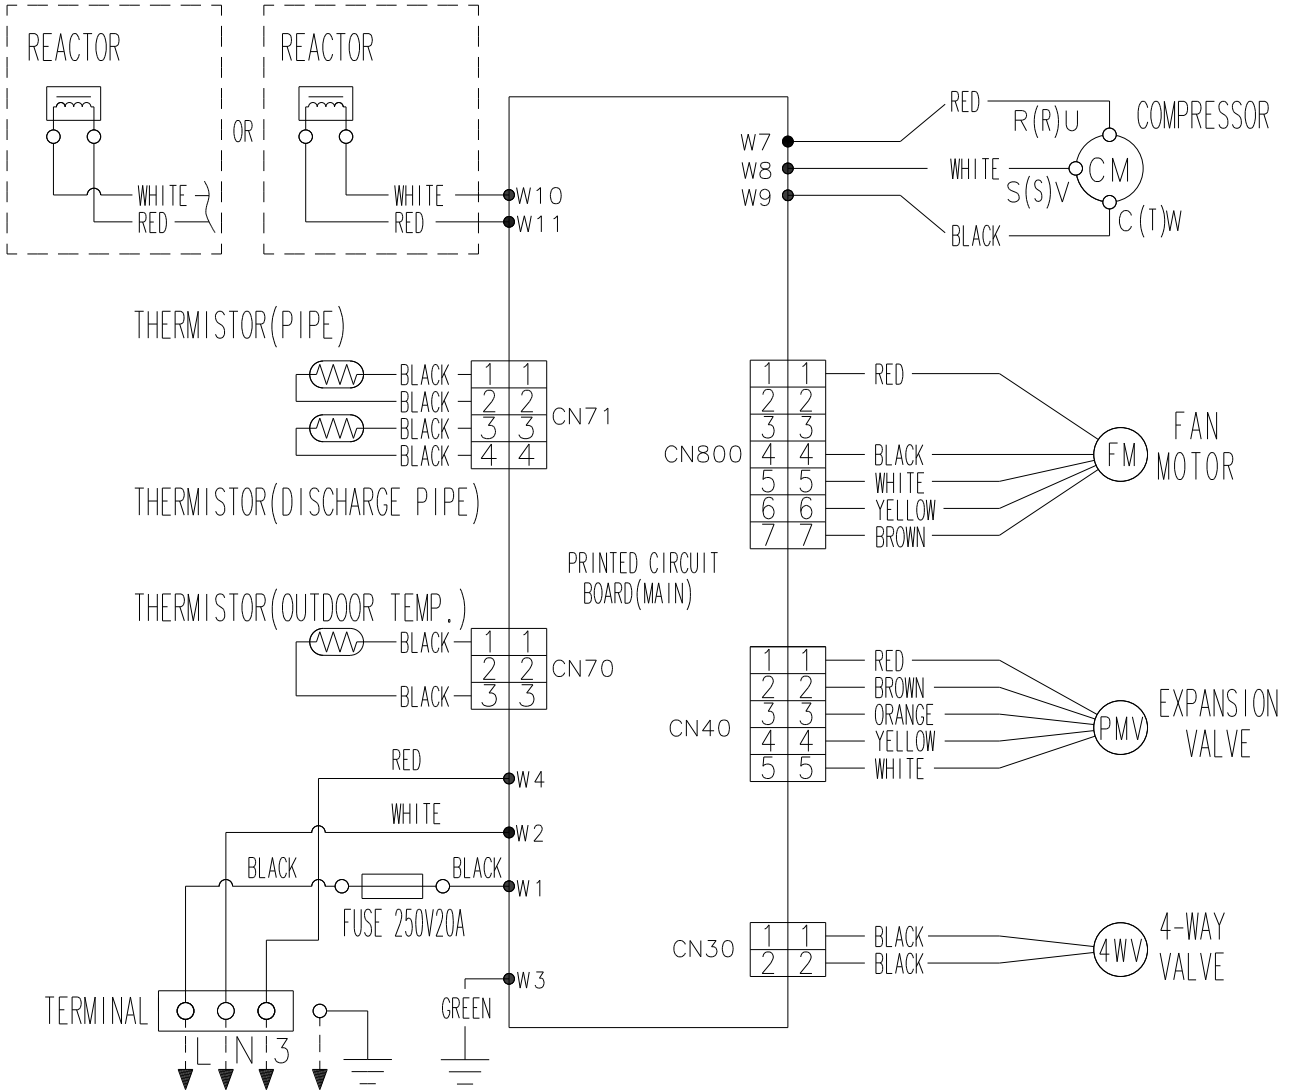 REACTOR
WHITE
RED
OR
REACTOR
WHITE
RED
W10
W11
W7
W8
W9
RED
WHITE
BLACK
R(R)U
S(S)V
C(T)W
CM
COMPRESSOR
THERMISTOR(PIPE)
BLACK 1 1
BLACK 2 2
BLACK 3 3
BLACK 4 4
CN71
THERMISTOR(DISCHARGE PIPE)
CN800
1 1 RED
2 2
3 3
4 4 BLACK
5 5 WHITE
6 6 YELLOW
7 7 BROWN
FM
FAN
MOTOR
PRINTED CIRCUIT
BOARD(MAIN)
THERMISTOR(OUTDOOR TEMP.)
BLACK 1 1
2 2
BLACK 3 3
CN70
CN40
1 1 RED
2 2 BROWN
3 3 ORANGE
4 4 YELLOW
5 5 WHITE
PMV
EXPANSION
VALVE
RED
W4
WHITE
W2
BLACK
BLACK
W1
FUSE 250V20A
W3
GREEN
CN30
1 1 BLACK
2 2 BLACK
4WV
4-WAY
VALVE
TERMINAL
L N 3